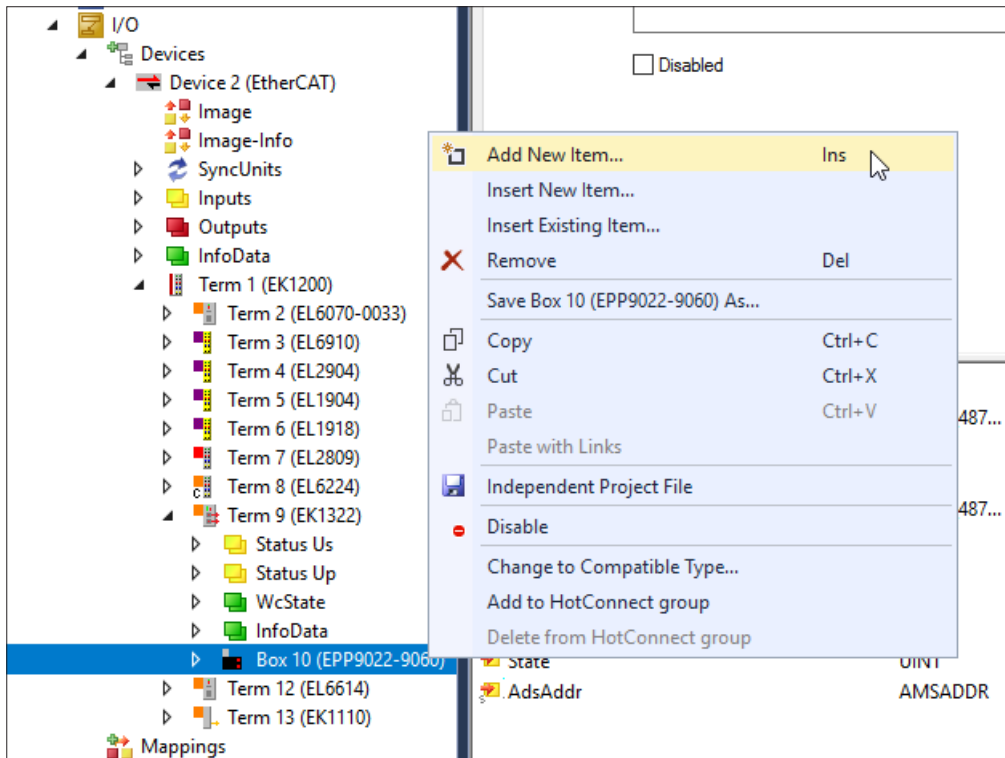 I/O
Devices
Device 2 (EtherCAT)
Image
Image-Info
SyncUnits
Inputs
Outputs
InfoData
Term 1 (EK1200)
Term 2 (EL6070-0033)
Term 3 (EL6910)
Term 4 (EL2904)
Term 5 (EL1904)
Term 6 (EL1918)
Term 7 (EL2809)
C
Term 8 (EL6224)
Term 9 (EK1322)
Status Us
Status Up
WcState
InfoData
Box 10 (EPP9022-9060)
Term 12 (EL6614)
Term 13 (EK1110)
Mappings
Disabled
Add New Item... Ins
Insert New Item...
Insert Existing Item...
Remove Del
Save Box 10 (EPP9022-9060) As...
Copy Ctrl+C
Cut Ctrl+X
Paste Ctrl+V
Paste with Links
Independent Project File
Disable
Change to Compatible Type...
Add to HotConnect group
Delete from HotConnect group
487...
487...
State UINT
AdsAddr AMSADDR